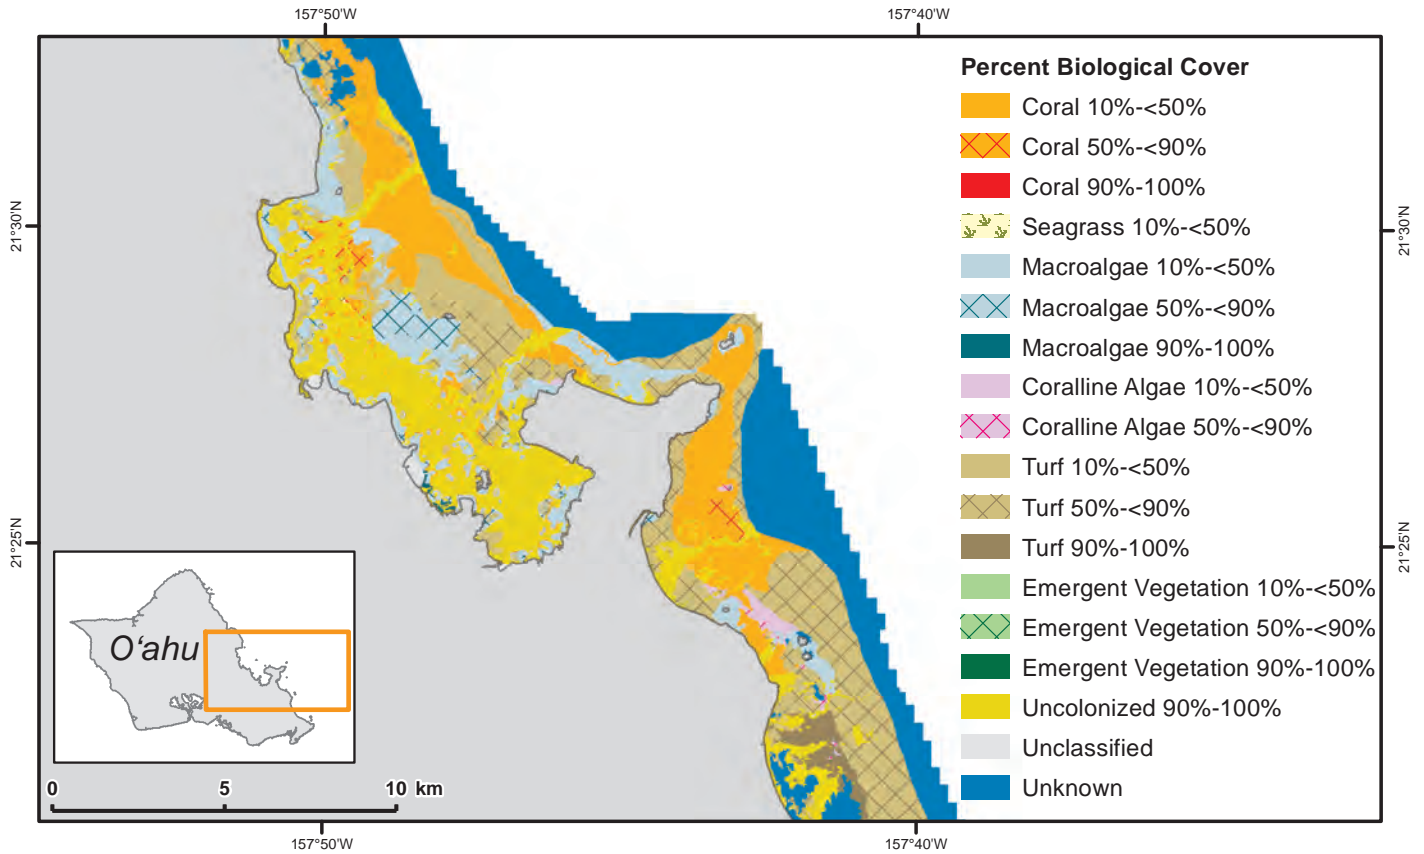 157°50'W
157°40'W
21°30'N
21°30'N
21°25'N
21°25'N
157°50'W
157°40'W
Percent Biological Cover
Coral 10%-<50%
Coral 50%-<90%
Coral 90%-100%
Seagrass 10%-<50%
Macroalgae 10%-<50%
Macroalgae 50%-<90%
Macroalgae 90%-100%
Coralline Algae 10%-<50%
Coralline Algae 50%-<90%
Turf 10%-<50%
Turf 50%-<90%
Turf 90%-100%
Emergent Vegetation 10%-<50%
Emergent Vegetation 50%-<90%
Emergent Vegetation 90%-100%
Uncolonized 90%-100%
Unclassified
Unknown
O‘ahu
0 5 10 km